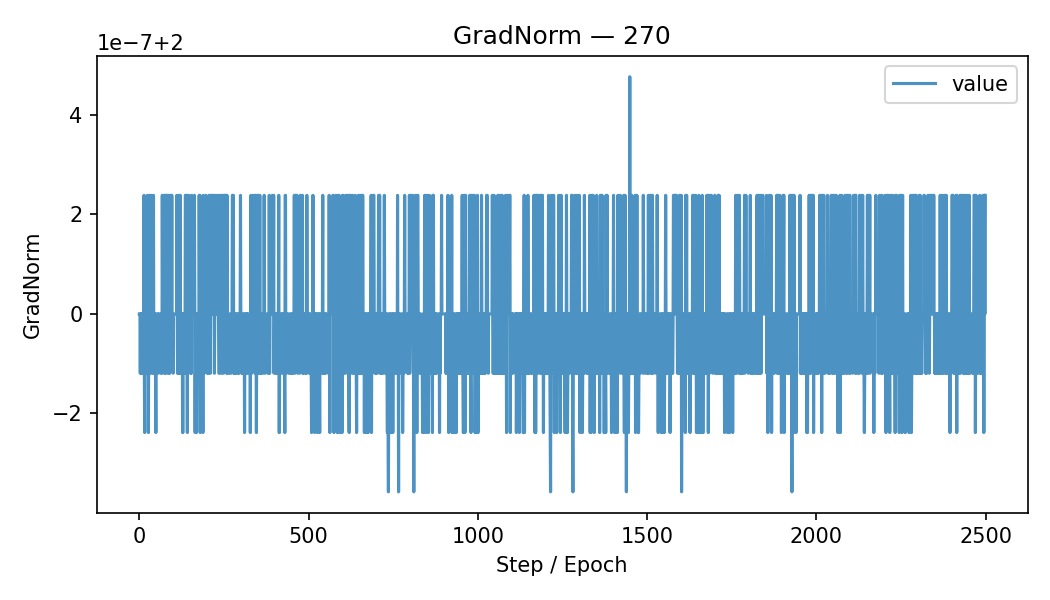 GradNorm — 270
1e−7+2
value
4
2
0
−2
GradNorm
0
500
1000
1500
2000
2500
Step / Epoch